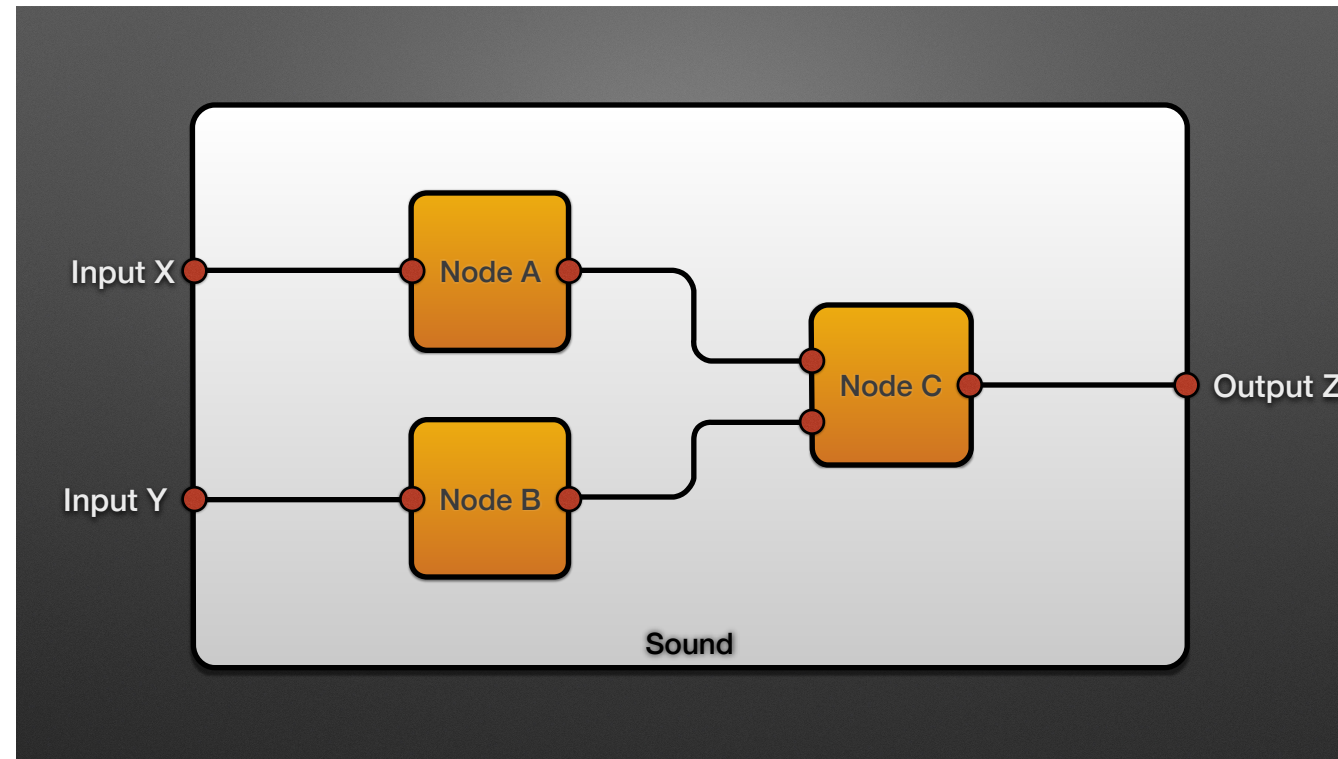 Input X
Node A
Node C
Output Z
Input Y
Node B
Sound